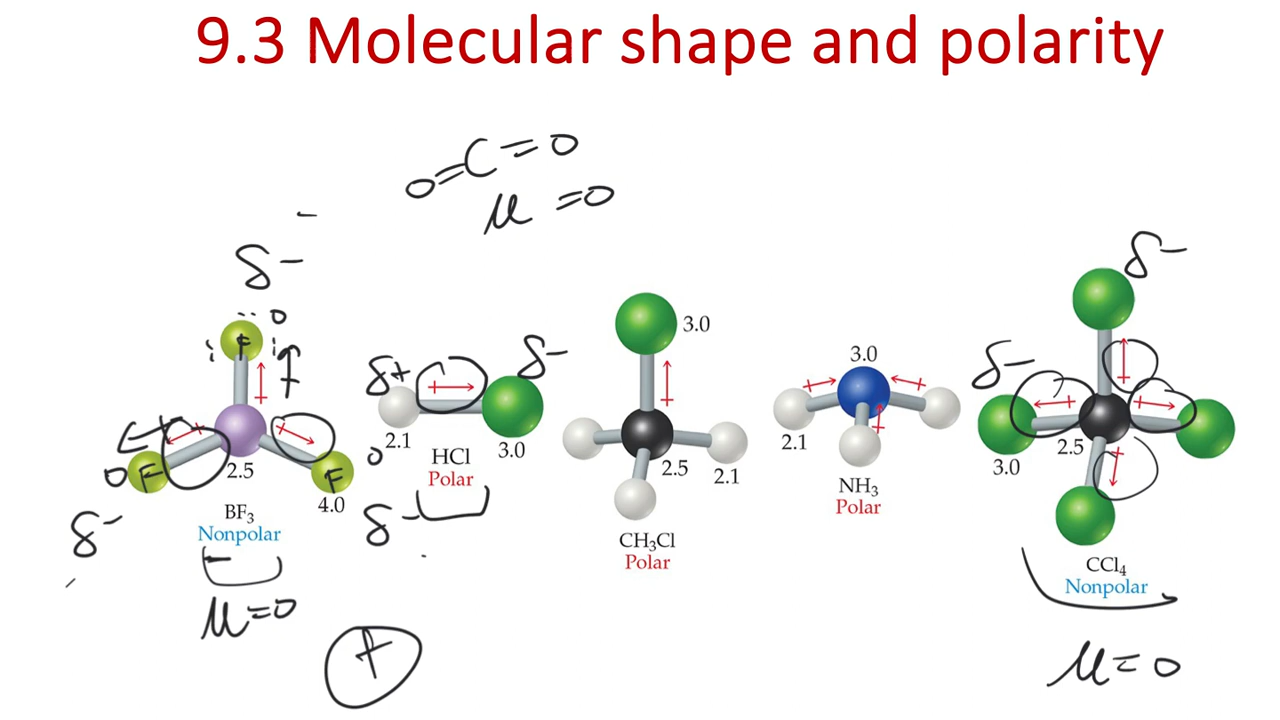 9.3 Molecular shape and polarity
O=C=O
μ=0
δ-
F
F
F
2.5
4.0
BF3
Nonpolar
δ-
δ-
μ=0
+
δ+
δ-
2.1
3.0
HCl
Polar
3.0
2.5
2.1
CH3Cl
Polar
3.0
2.1
NH3
Polar
δ-
δ-
2.5
3.0
CCl4
Nonpolar
μ=0